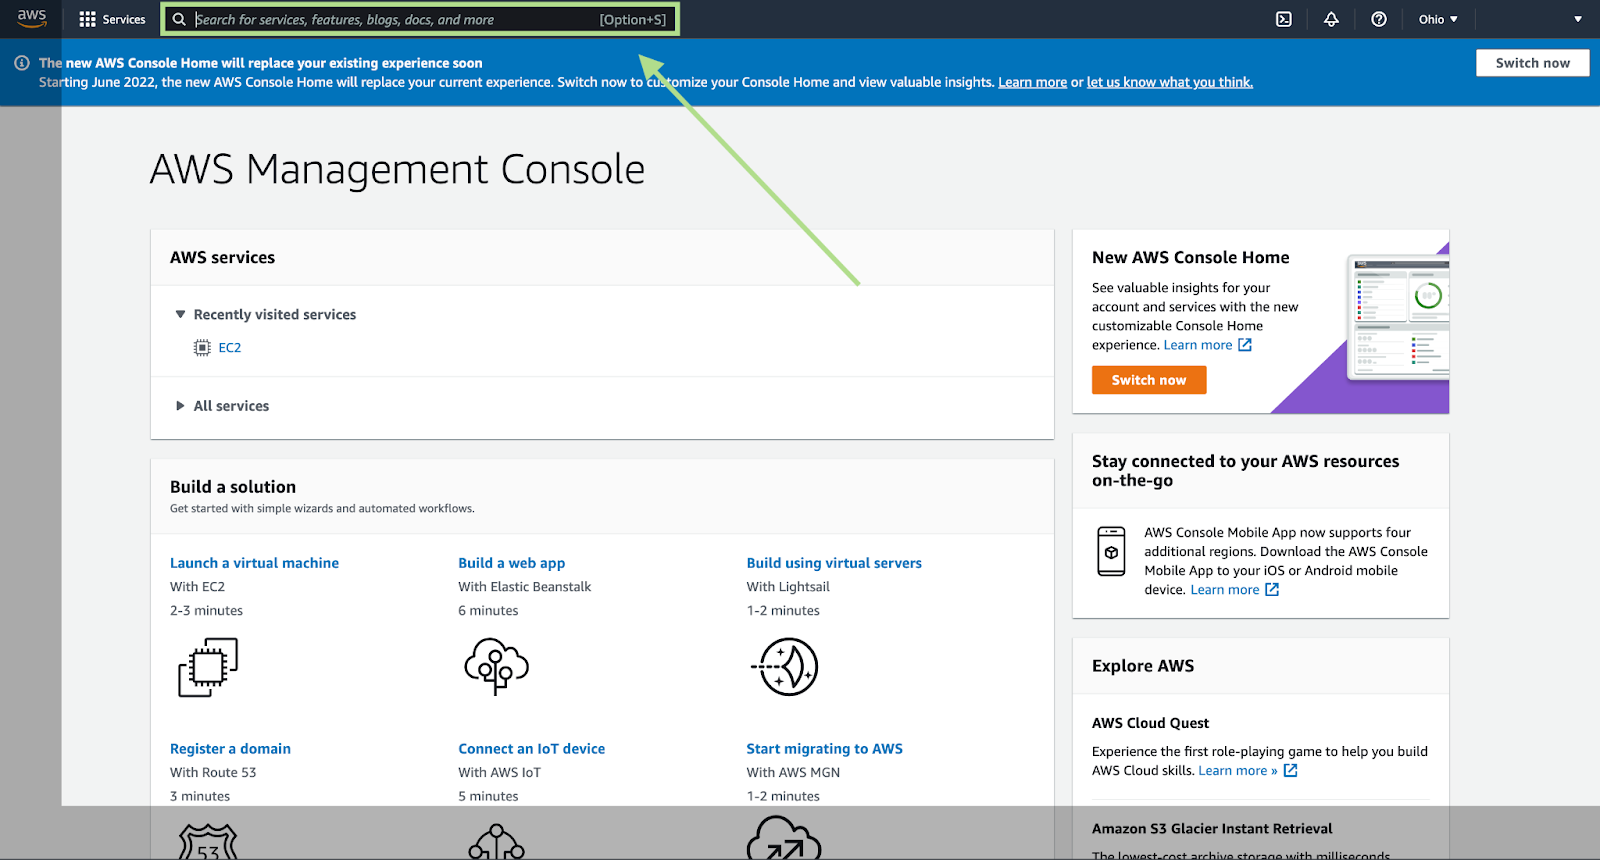 aws
Services
Search for services, features, blogs, docs, and more
[Option+S]
Ohio
The new AWS Console Home will replace your existing experience soon
Starting June 2022, the new AWS Console Home will replace your current experience. Switch now to customize your Console Home and view valuable insights. Learn more or let us know what you think.
Switch now
AWS Management Console
AWS services
Recently visited services
EC2
All services
Build a solution
Get started with simple wizards and automated workflows.
Launch a virtual machine
With EC2
2-3 minutes
Build a web app
With Elastic Beanstalk
6 minutes
Build using virtual servers
With Lightsail
1-2 minutes
Register a domain
With Route 53
3 minutes
53
Connect an IoT device
With AWS IoT
5 minutes
Start migrating to AWS
With AWS MGN
1-2 minutes
New AWS Console Home
See valuable insights for your
account and services with the new
customizable Console Home
experience. Learn more
Switch now
Stay connected to your AWS resources
on-the-go
AWS Console Mobile App now supports four
additional regions. Download the AWS Console
Mobile App to your iOS or Android mobile
device. Learn more
Explore AWS
AWS Cloud Quest
Experience the first role-playing game to help you build
AWS Cloud skills. Learn more »
Amazon S3 Glacier Instant Retrieval
The lowest-cost archive storage with milliseconds